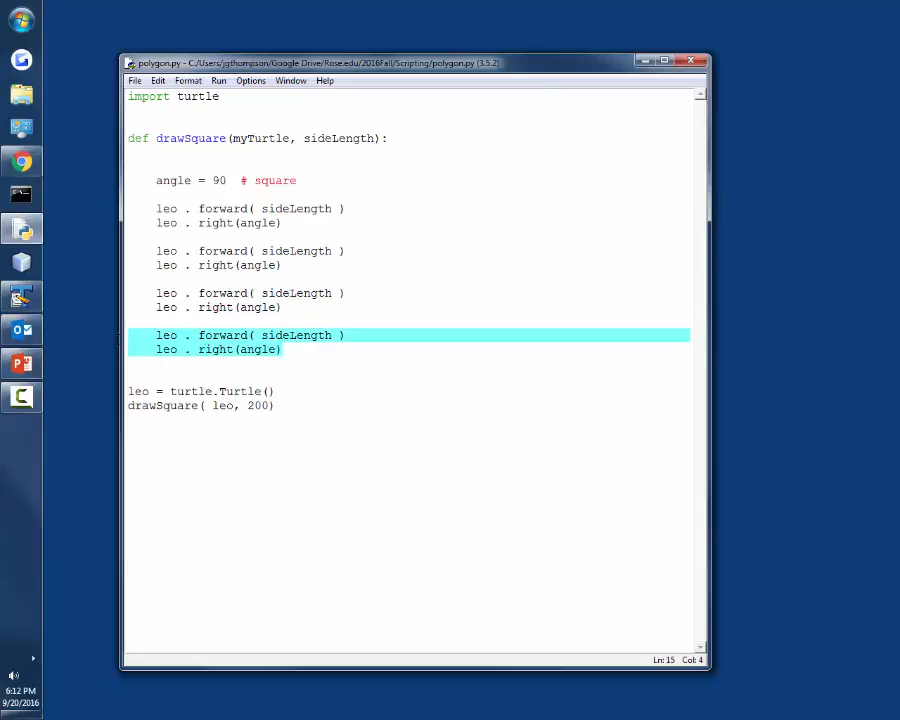 polygon.py - C:/Users/jgthompson/Google Drive/Rose.edu/2016Fall/Scripting/polygon.py (3.5.2)
File Edit Format Run Options Window Help
import turtle
def drawSquare(myTurtle, sideLength):
angle = 90  # square
leo . forward( sideLength )
leo . right(angle)
leo . forward( sideLength )
leo . right(angle)
leo . forward( sideLength )
leo . right(angle)
leo . forward( sideLength )
leo . right(angle)
leo = turtle.Turtle()
drawSquare( leo, 200)
Ln: 15 Col: 4
6:12 PM
9/20/2016